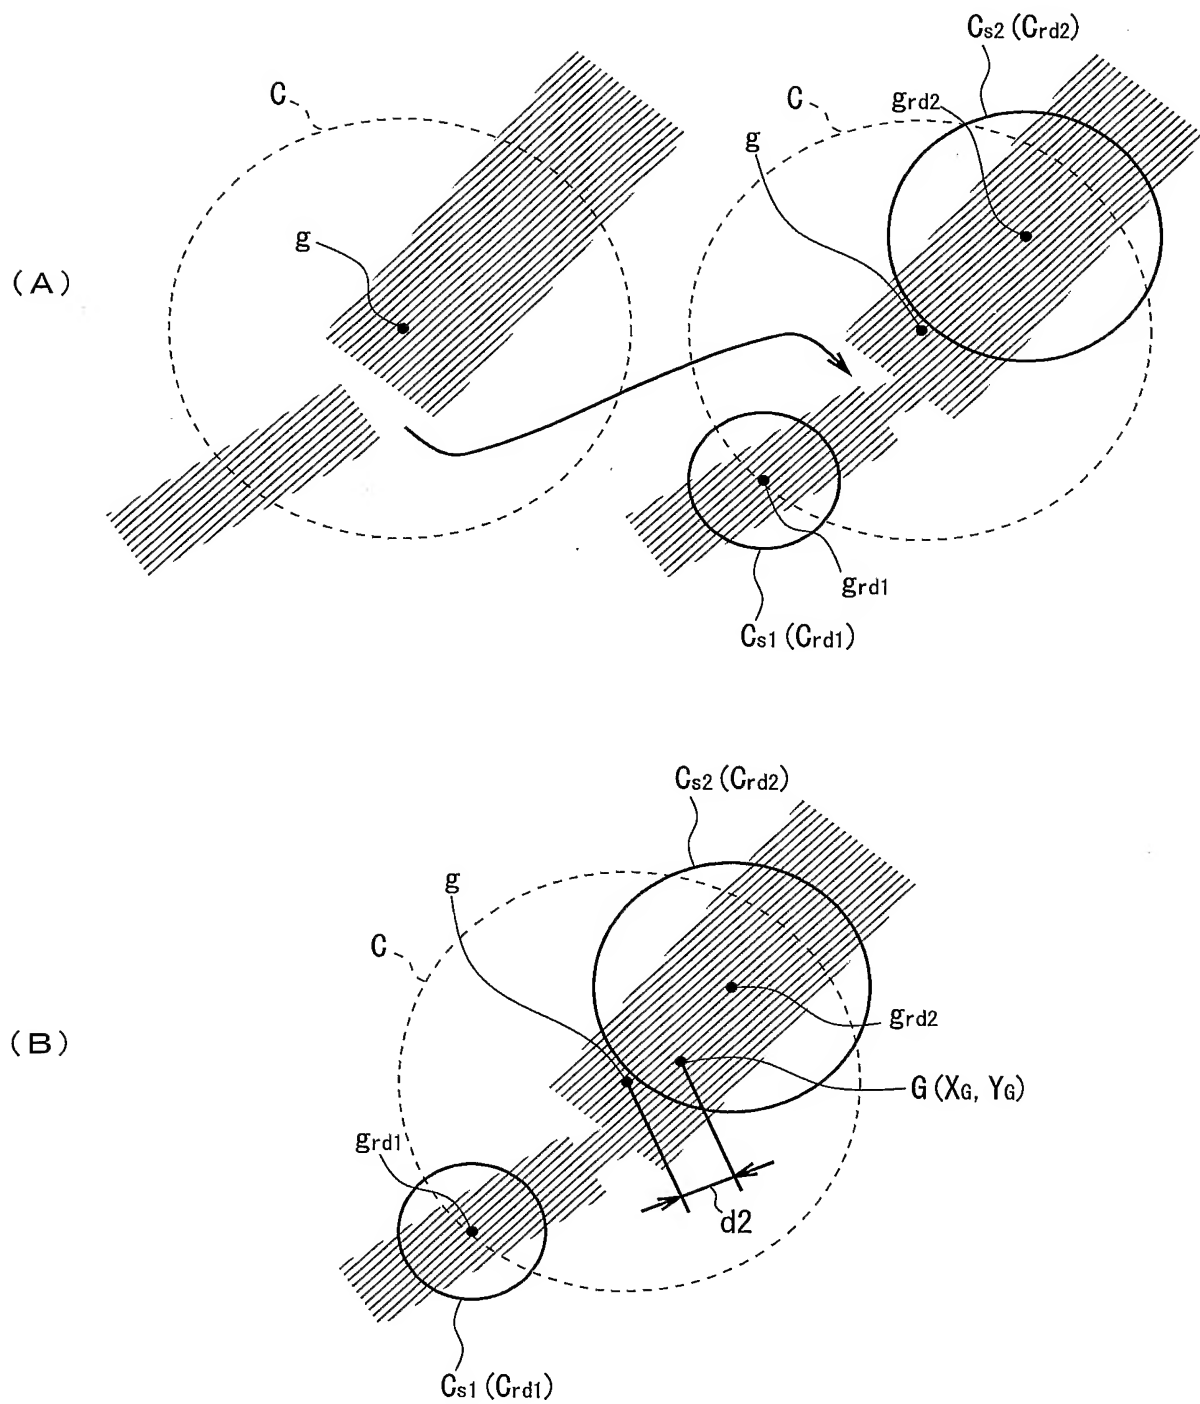 Cs2 (Crd2)
C
C
grd2
g
g
(A)
grd1
Cs1 (Crd1)
Cs2 (Crd2)
g
C
grd2
(B)
G (XG, YG)
grd1
d2
Cs1 (Crd1)